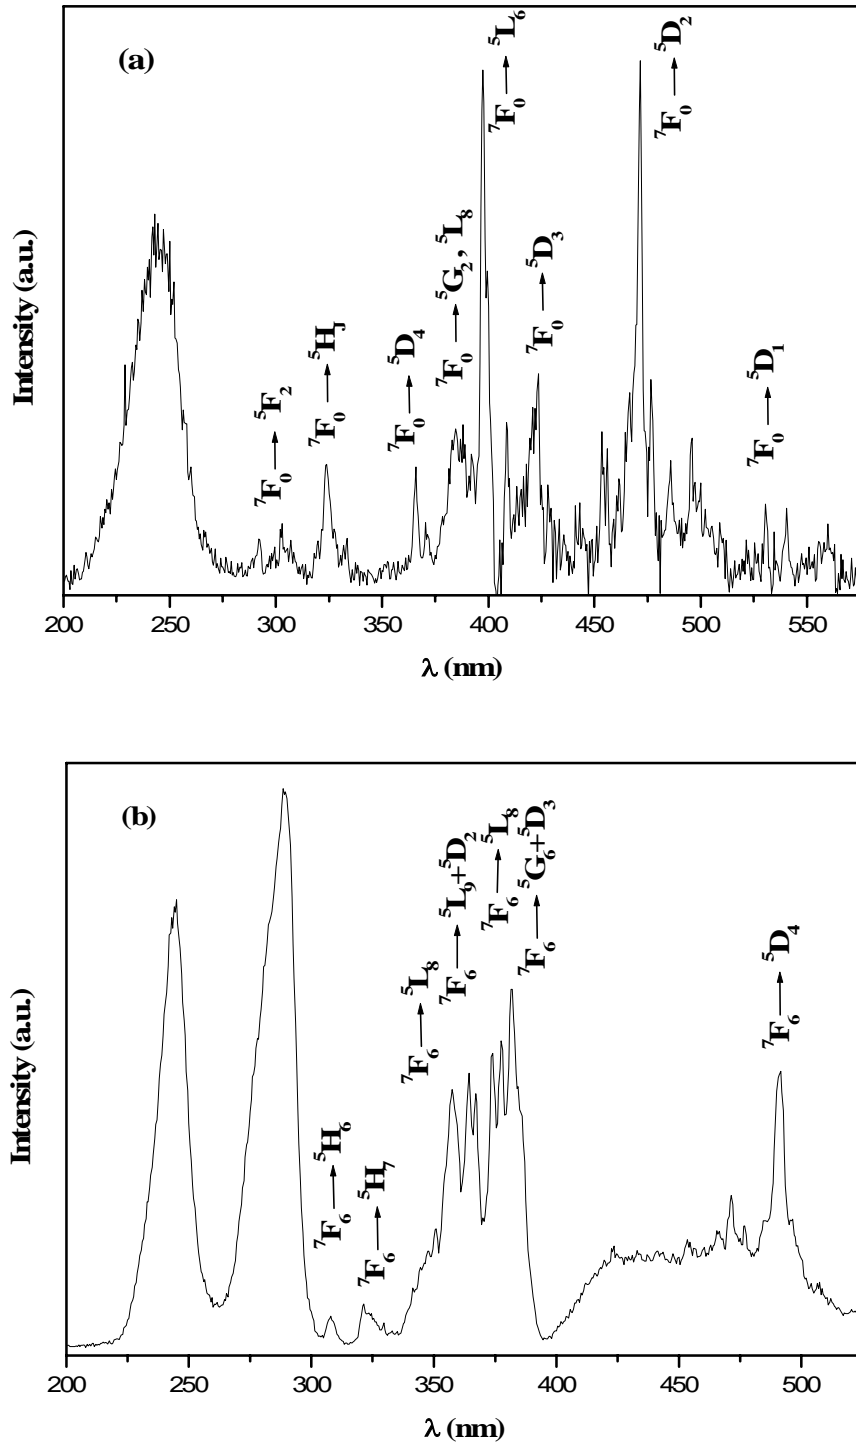 (a)
⁷F₀ → ⁵F₂
⁷F₀ → ⁵H_J
⁷F₀ → ⁵D₄
⁷F₀ → ⁵G₂, ⁵L₈
⁷F₀ → ⁵L₆
⁷F₀ → ⁵D₃
⁷F₀ → ⁵D₂
⁷F₀ → ⁵D₁
Intensity (a.u.)
200 250 300 350 400 450 500 550
λ (nm)
(b)
⁷F₆ → ⁵H₆
⁷F₆ → ⁵H₇
⁷F₆ → ⁵L₈
⁷F₆ → ⁵L₉+⁵D₂
⁷F₆ → ⁵L₈
⁷F₆ → ⁵G₆+⁵D₃
⁷F₆ → ⁵D₄
Intensity (a.u.)
200 250 300 350 400 450 500
λ (nm)